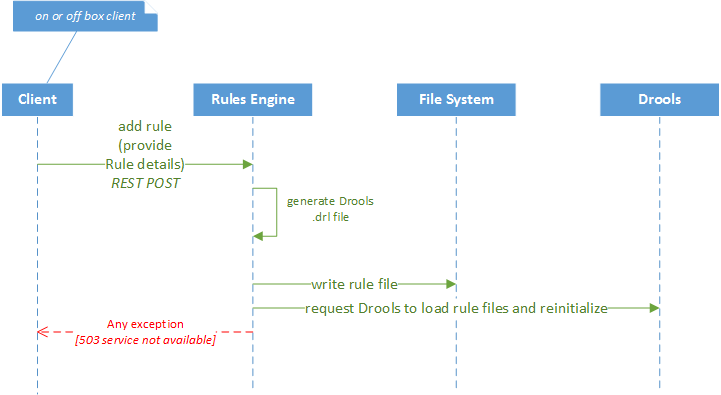 on or off box client
Client
Rules Engine
File System
Drools
add rule
(provide
Rule details)
REST POST
generate Drools
.drl file
write rule file
request Drools to load rule files and reinitialize
Any exception
[503 service not available]